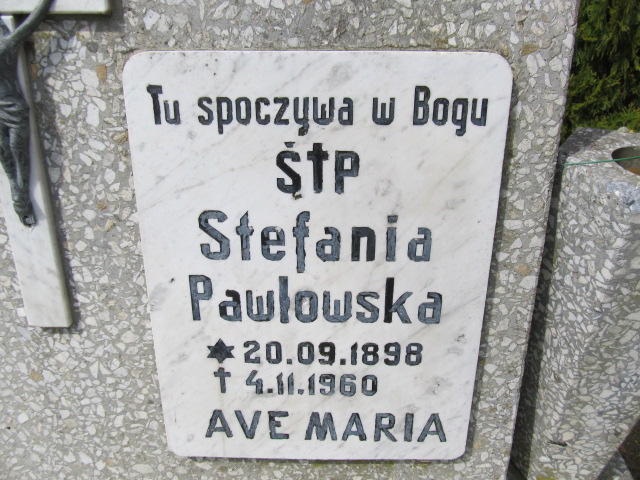 Tu spoczywa w Bogu
ŚTP
Stefania
Pawłowska
✶ 20.09.1898
† 4.11.1960
AVE MARIA